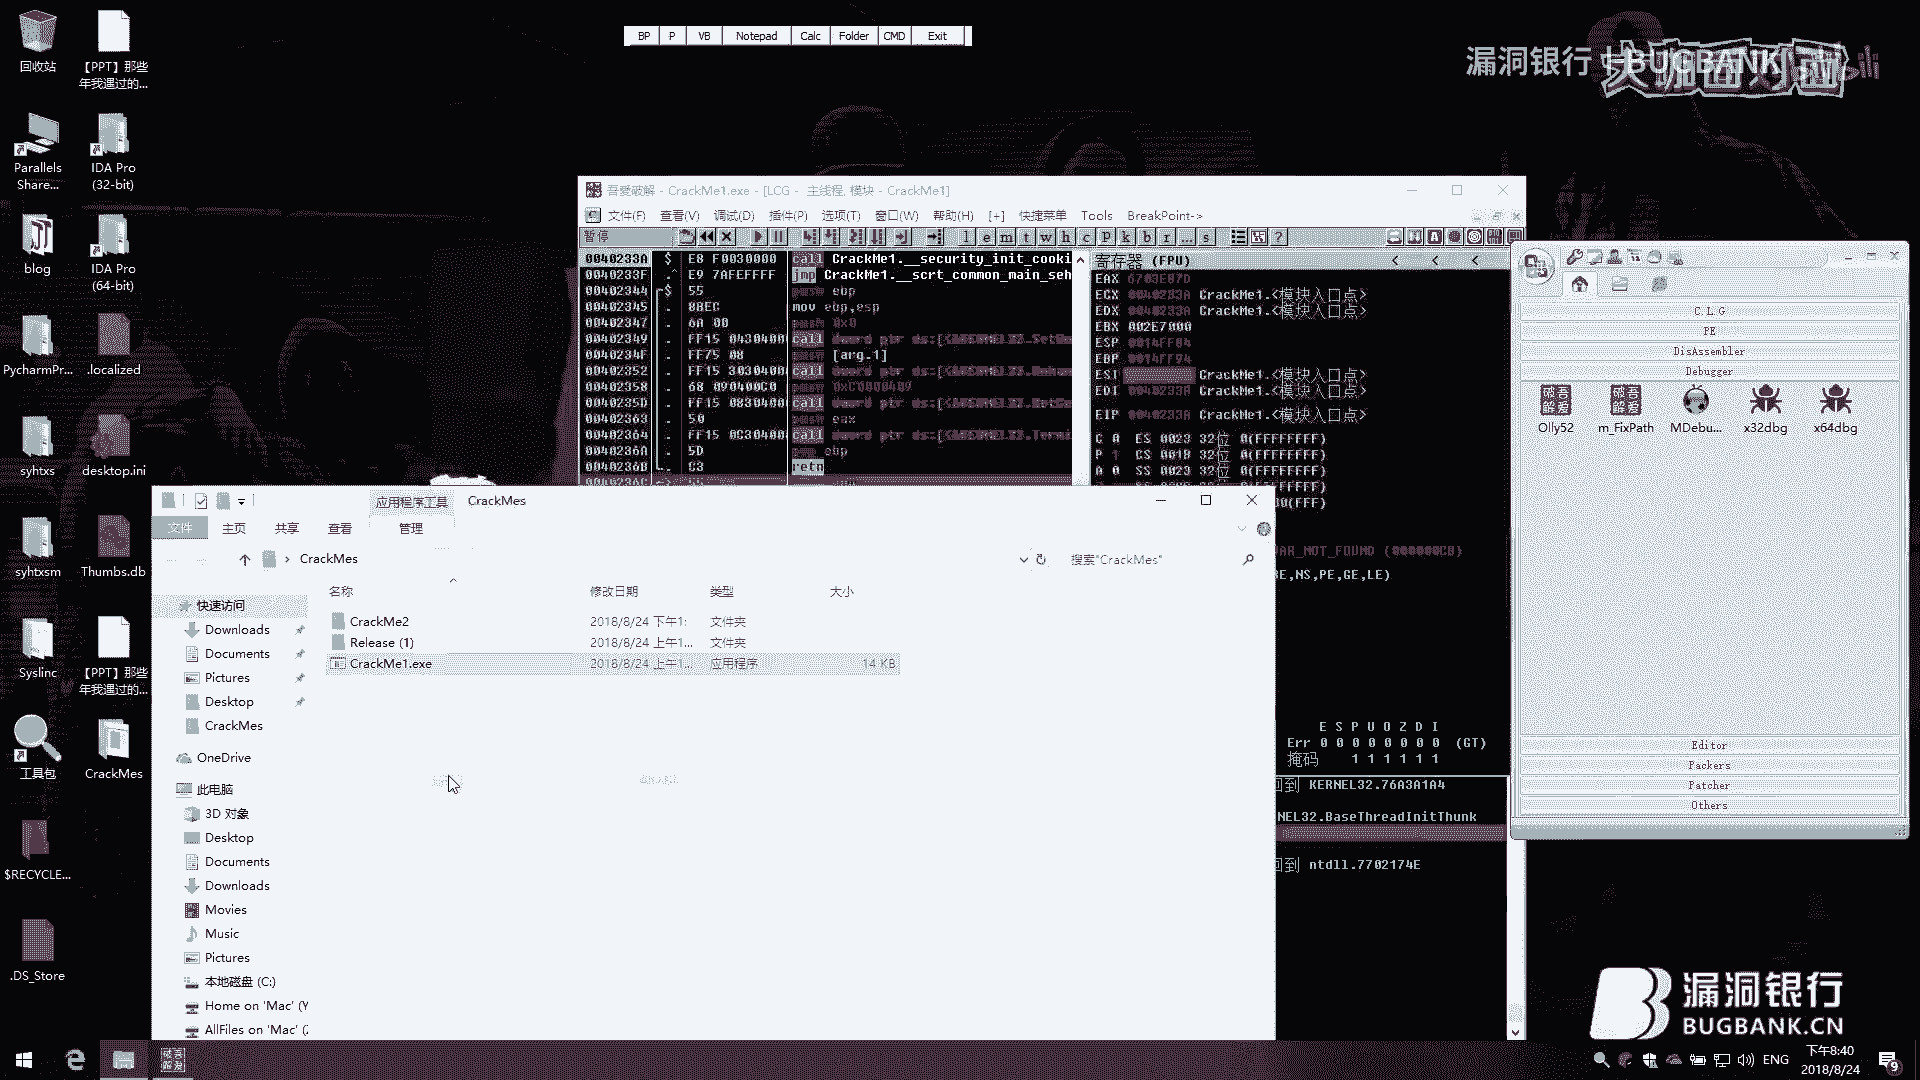 BP P VB Notepad Calc Folder CMD Exit
漏洞银行 | BUGBANK
大咖面对面
回收站
【PPT】那些
年我遇过的...
Parallels
Share...
IDA Pro
(32-bit)
blog
IDA Pro
(64-bit)
PycharmPr...
.localized
syhtxs
desktop.ini
syhtxsm
Thumbs.db
Syslinc
【PPT】那些
年我遇过的...
工具包
CrackMes
$RECYCLE...
.DS_Store
吾爱破解 - CrackMe1.exe - [LCG - 主线程, 模块 - CrackMe1]
文件(F) 查看(V) 调试(D) 插件(P) 选项(T) 窗口(W) 帮助(H) [+] 快捷菜单 Tools BreakPoint->
暂停 l e m t w h c P k b r ... s ?
0040233A $ E8 F0030000 call CrackMe1.__security_init_cooki
0040233F .^ E9 7AFEFFFF jmp CrackMe1.__scrt_common_main_seh
00402344 $ 55 push ebp
00402345 . 8BEC mov ebp,esp
00402347 . 6A 00 push 0x0
00402349 . FF15 04304000 call dword ptr ds:
0040234F . FF75 08 push [arg.1]
00402352 . FF15 30304000 call dword ptr ds:
00402358 . 68 090400C0 push 0xC0000409
0040235D . FF15 08304000 call dword ptr ds:
00402363 . 50 push eax
00402364 . FF15 0C304000 call dword ptr ds:
0040236A . 5D pop ebp
0040236B . C3 retn
寄存器 (FPU) < < <
EAX
ECX 0040233A CrackMe1.<模块入口点>
EDX 0040233A CrackMe1.<模块入口点>
EBX 002E7000
ESP 0014FF84
EBP 0014FF94
ESI CrackMe1.<模块入口点>
EDI 0040233A CrackMe1.<模块入口点>
EIP 0040233A CrackMe1.<模块入口点>
C 0 ES 0023 32位 0(FFFFFFFF)
P 1 CS 001B 32位 0(FFFFFFFF)
A 0 SS 0023 32位 0(FFFFFFFF)
(FFFFFFFF)
0(FFF)
AR_NOT_FOUND (000000CB)
BE,NS,PE,GE,LE)
E S P U O Z D I
Err 0 0 0 0 0 0 0 0 (GT)
掩码 1 1 1 1 1 1
回到 KERNEL32.76A3A1A4
NEL32.BaseThreadInitThunk
回到 ntdll.7702174E
C.L.G
PE
DisAssembler
Debugger
Olly52 m_FixPath MDebu... x32dbg x64dbg
Editor
Packers
Patcher
Others
应用程序工具 CrackMes
文件 主页 共享 查看 管理
CrackMes 搜索"CrackMes"
名称 修改日期 类型 大小
CrackMe2 2018/8/24 下午1: 文件夹
Release (1) 2018/8/24 上午1... 文件夹
CrackMe1.exe 2018/8/24 上午1... 应用程序 14 KB
快速访问
Downloads
Documents
Pictures
Desktop
CrackMes
OneDrive
此电脑
3D 对象
Desktop
Documents
Downloads
Movies
Music
Pictures
本地磁盘 (C:)
Home on 'Mac' (Y
AllFiles on 'Mac' (
漏洞银行
BUGBANK.CN
ENG
下午8:40
2018/8/24
9